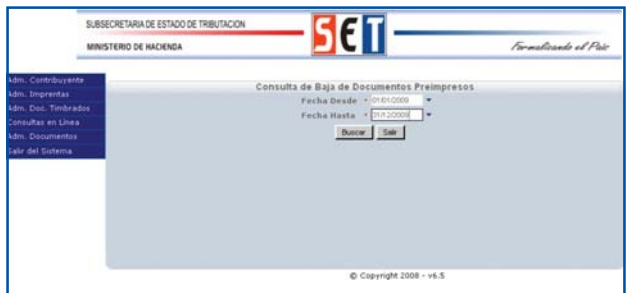 SUBSECRETARIA DE ESTADO DE TRIBUTACION
MINISTERIO DE HACIENDA
SET
Formalizando el País
Adm. Contribuyente
Adm. Imprentas
Adm. Doc. Timbrados
Consultas en Línea
Adm. Documentos
Salir del Sistema
Consulta de Baja de Documentos Preimpresos
Fecha Desde * 01/01/2009
Fecha Hasta * 31/12/2009
Buscar Salir
© Copyright 2008 - v6.5